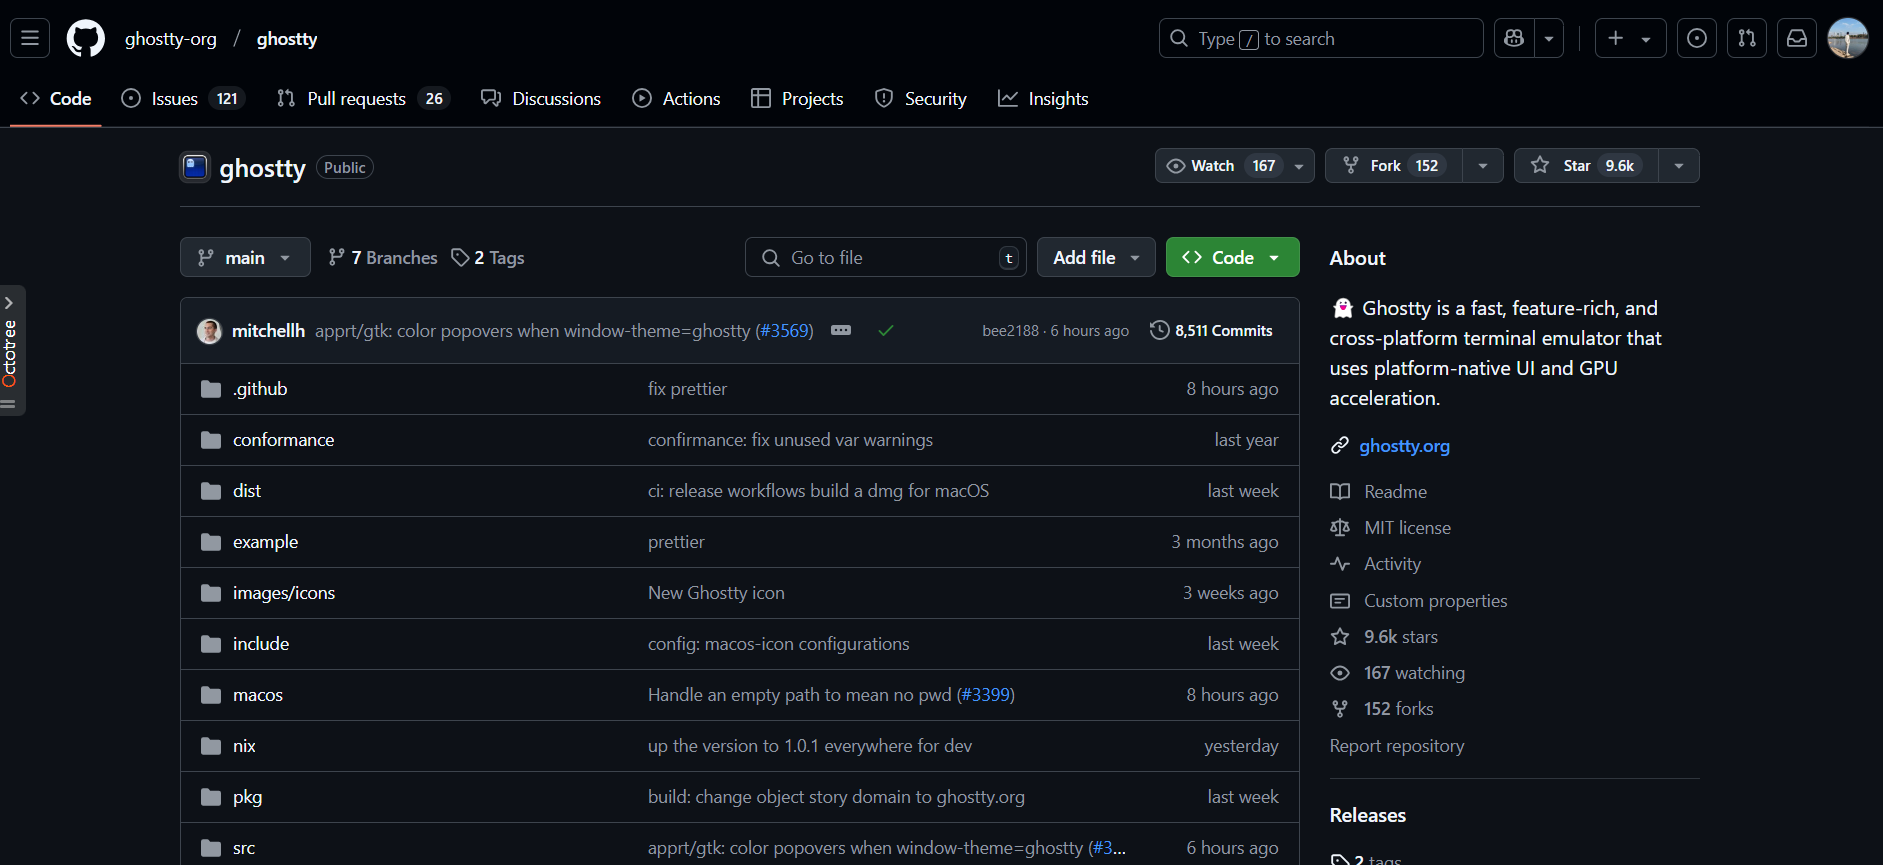 ghostty-org / ghostty
Type / to search
Code Issues 121 Pull requests 26 Discussions Actions Projects Security Insights
ghostty Public
Watch 167 Fork 152 Star 9.6k
main 7 Branches 2 Tags
Go to file t
Add file
Code
Octotree
mitchellh apprt/gtk: color popovers when window-theme=ghostty (#3569) bee2188 · 6 hours ago 8,511 Commits
.github fix prettier 8 hours ago
conformance confirmance: fix unused var warnings last year
dist ci: release workflows build a dmg for macOS last week
example prettier 3 months ago
images/icons New Ghostty icon 3 weeks ago
include config: macos-icon configurations last week
macos Handle an empty path to mean no pwd (#3399) 8 hours ago
nix up the version to 1.0.1 everywhere for dev yesterday
pkg build: change object story domain to ghostty.org last week
src apprt/gtk: color popovers when window-theme=ghostty (#3... 6 hours ago
About
Ghostty is a fast, feature-rich, and
cross-platform terminal emulator that
uses platform-native UI and GPU
acceleration.
ghostty.org
Readme
MIT license
Activity
Custom properties
9.6k stars
167 watching
152 forks
Report repository
Releases
2 tags